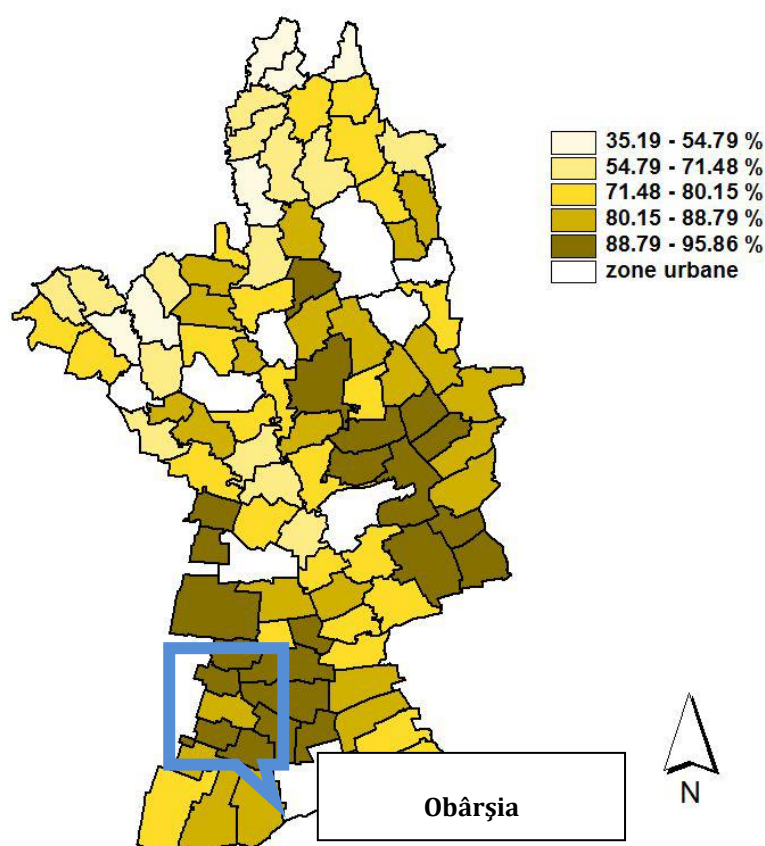 35.19 - 54.79 %
54.79 - 71.48 %
71.48 - 80.15 %
80.15 - 88.79 %
88.79 - 95.86 %
zone urbane
N
Obârşia